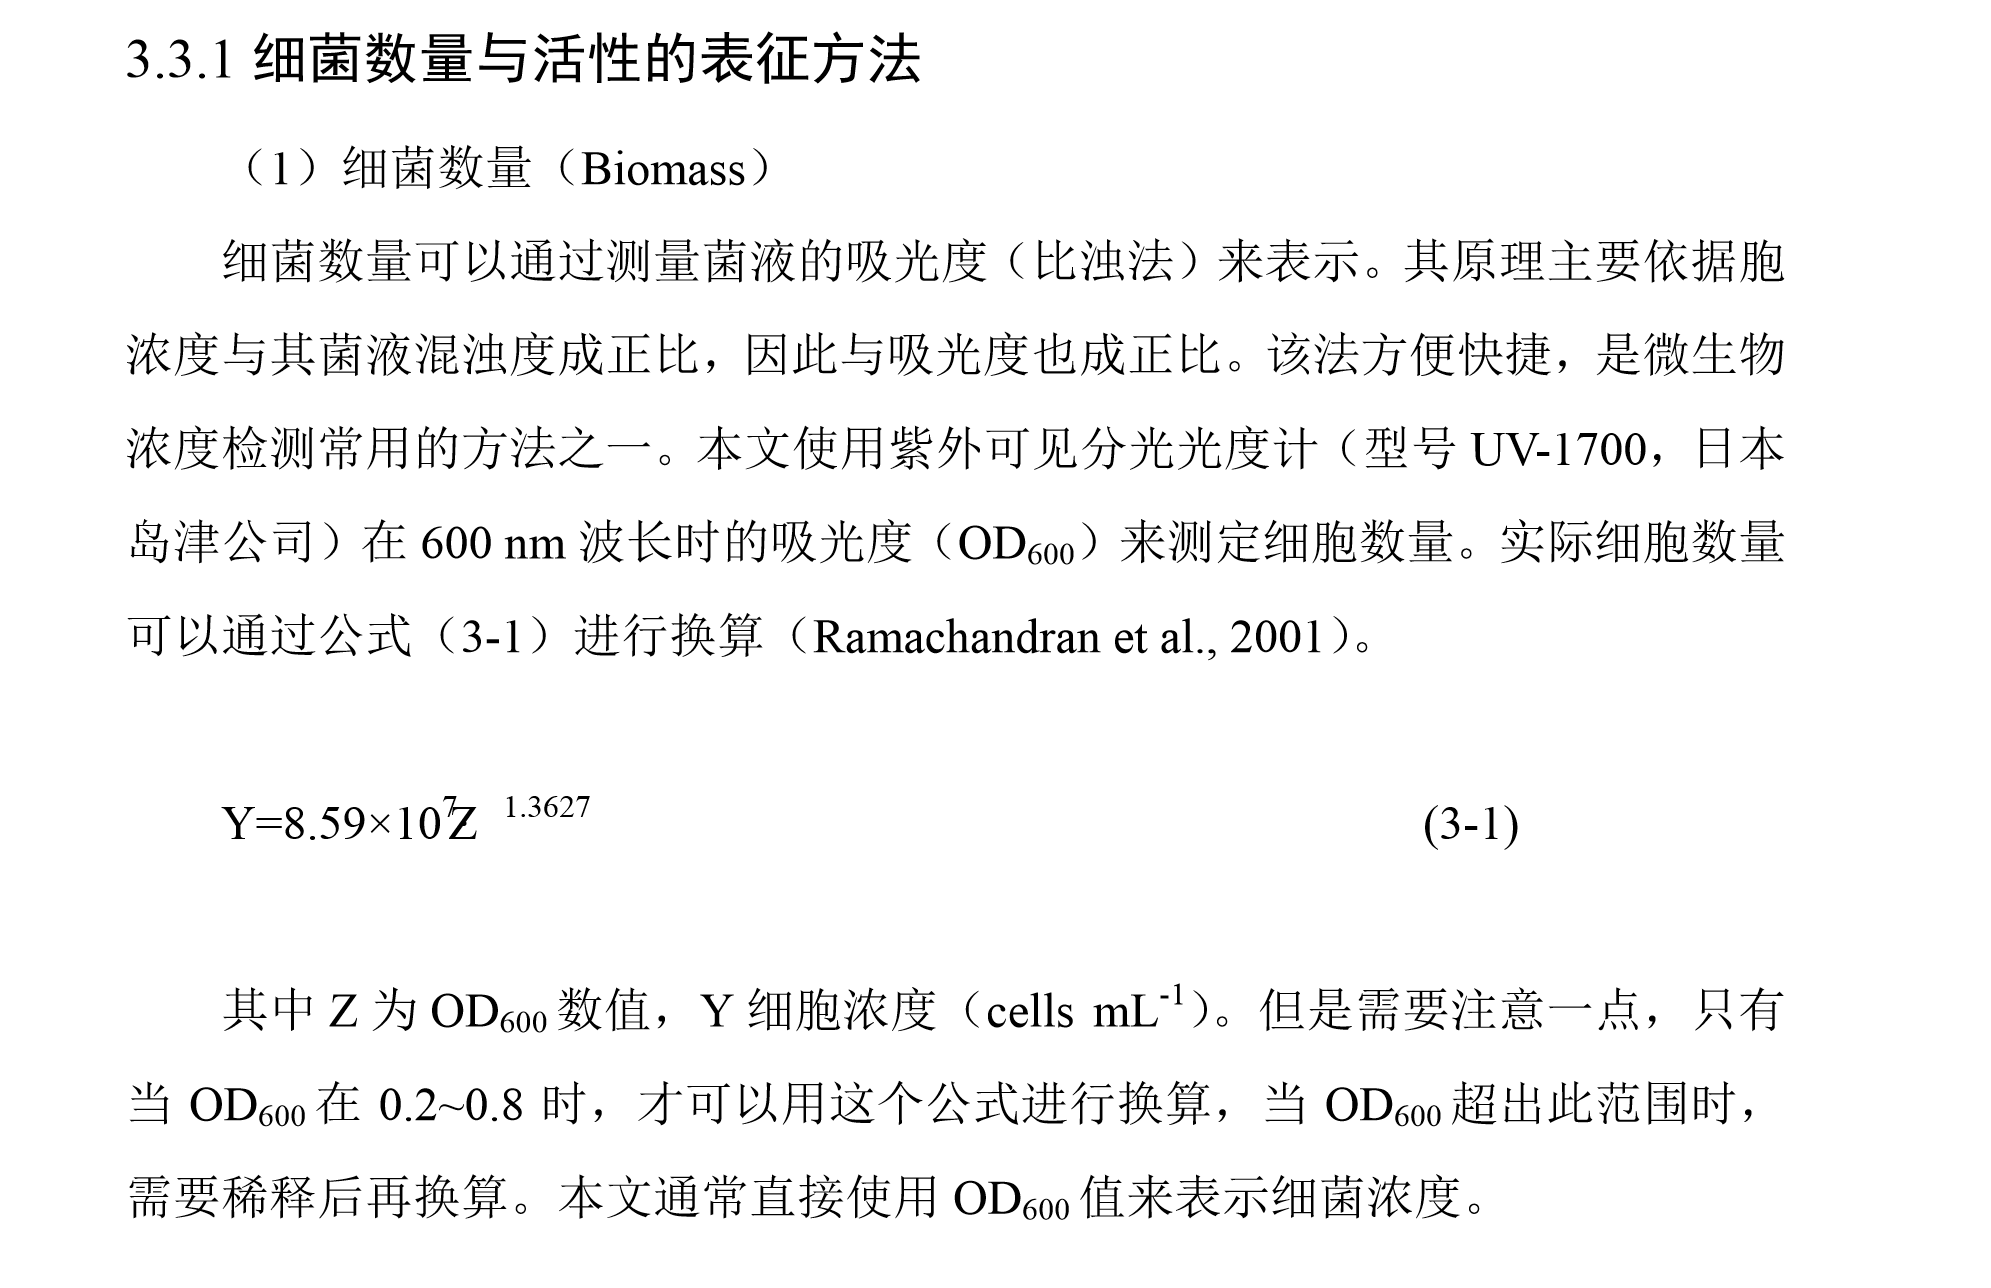 3.3.1 细菌数量与活性的表征方法
（1）细菌数量（Biomass）
细菌数量可以通过测量菌液的吸光度（比浊法）来表示。其原理主要依据胞
浓度与其菌液混浊度成正比，因此与吸光度也成正比。该法方便快捷，是微生物
浓度检测常用的方法之一。本文使用紫外可见分光光度计（型号 UV-1700，日本
岛津公司）在 600 nm 波长时的吸光度（OD₆₀₀）来测定细胞数量。实际细胞数量
可以通过公式（3-1）进行换算（Ramachandran et al., 2001）。
Y=8.59×10⁷Z ¹·³⁶²⁷ (3-1)
其中 Z 为 OD₆₀₀ 数值，Y 细胞浓度（cells mL⁻¹）。但是需要注意一点，只有
当 OD₆₀₀ 在 0.2~0.8 时，才可以用这个公式进行换算，当 OD₆₀₀ 超出此范围时，
需要稀释后再换算。本文通常直接使用 OD₆₀₀ 值来表示细菌浓度。